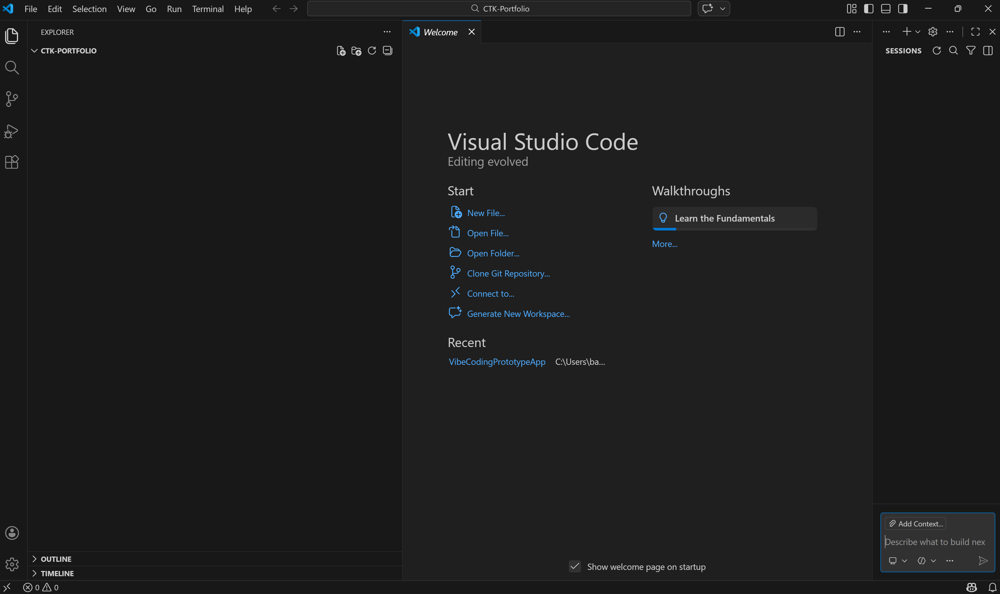 File Edit Selection View Go Run Terminal Help
CTK-Portfolio
EXPLORER
CTK-PORTFOLIO
OUTLINE
TIMELINE
Welcome
Visual Studio Code
Editing evolved
Start
New File...
Open File...
Open Folder...
Clone Git Repository...
Connect to...
Generate New Workspace...
Recent
VibeCodingPrototypeApp C:\Users\ba...
Walkthroughs
Learn the Fundamentals
More...
Show welcome page on startup
SESSIONS
Add Context...
Describe what to build nex
0 0